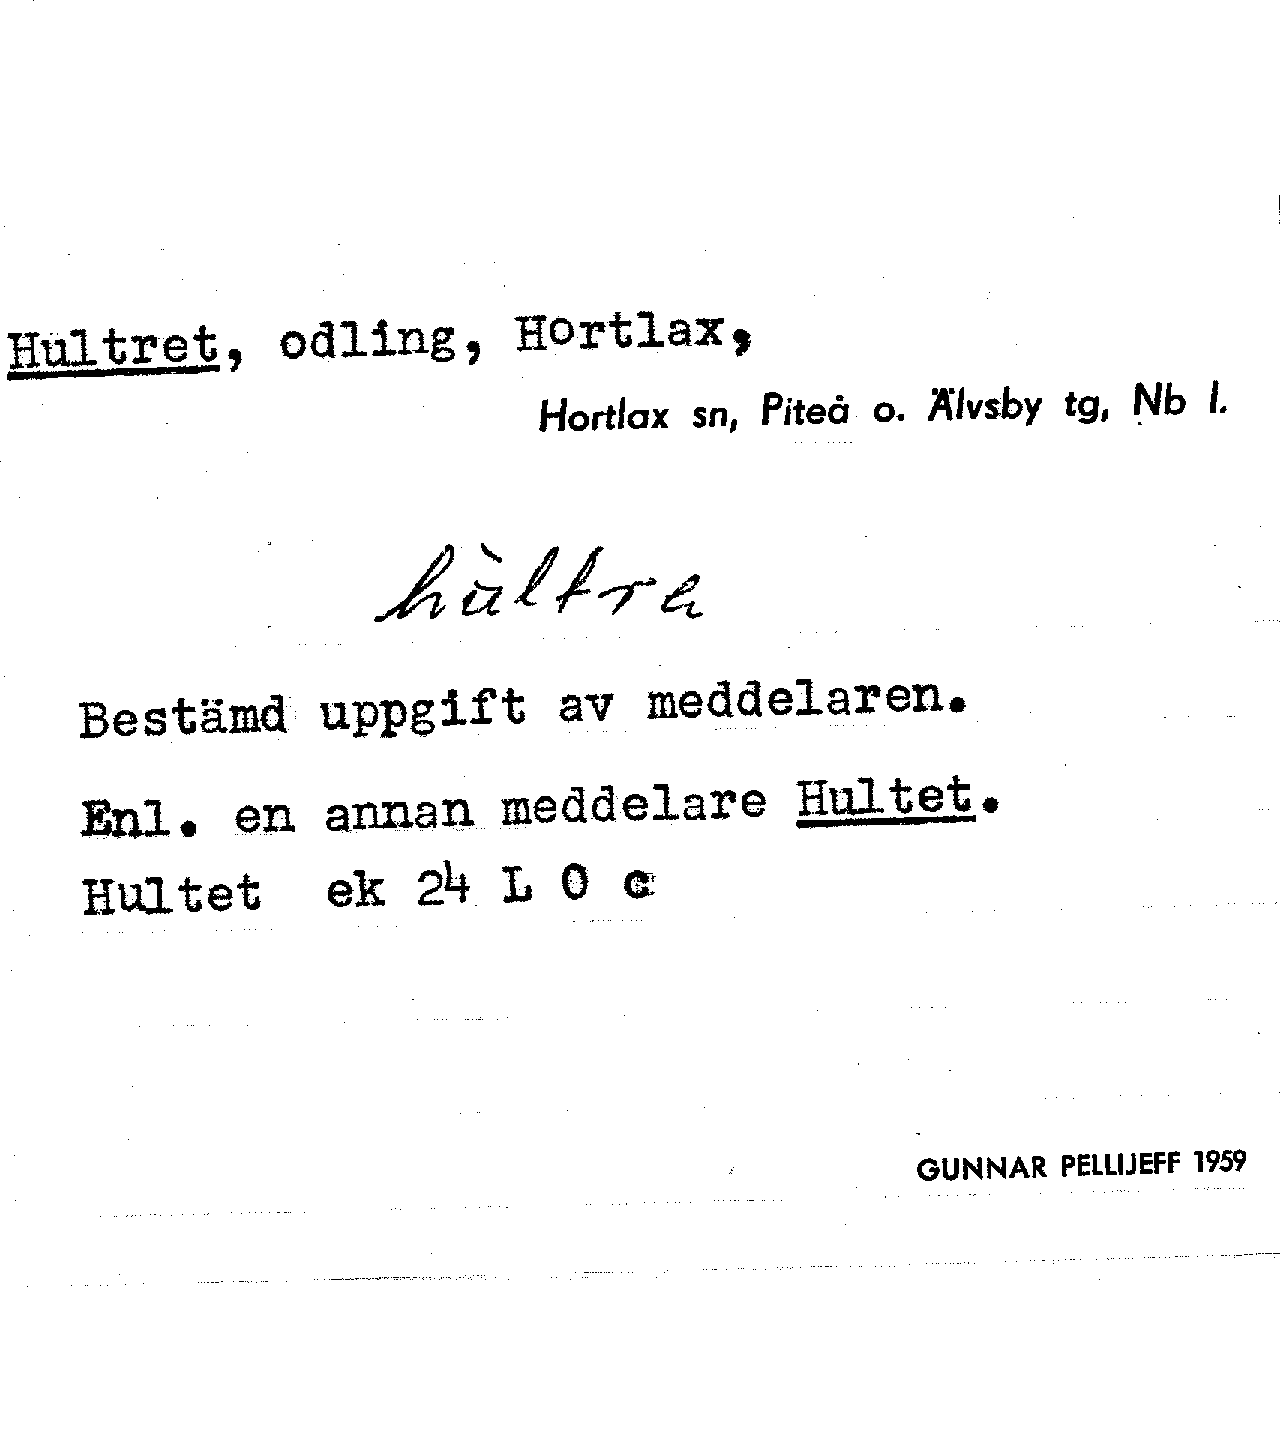 Hultret, odling, Hortlax,
Hortlax sn, Piteå o. Älvsby tg, Nb l.
hùltre
Bestämd uppgift av meddelaren.
Enl. en annan meddelare Hultet.
Hultet ek 24 L 0 c
GUNNAR PELLIJEFF 1959